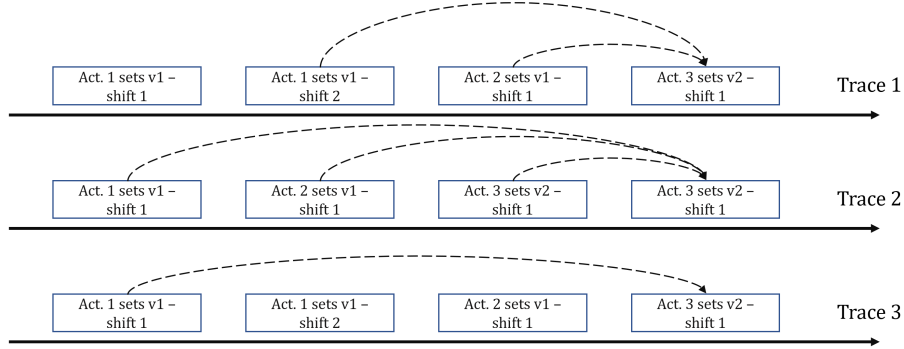 Act. 1 sets v1 –
shift 1
Act. 1 sets v1 –
shift 2
Act. 2 sets v1 –
shift 1
Act. 3 sets v2 –
shift 1
Trace 1
Act. 1 sets v1 –
shift 1
Act. 2 sets v1 –
shift 1
Act. 3 sets v2 –
shift 1
Act. 3 sets v2 –
shift 1
Trace 2
Act. 1 sets v1 –
shift 1
Act. 1 sets v1 –
shift 2
Act. 2 sets v1 –
shift 1
Act. 3 sets v2 –
shift 1
Trace 3